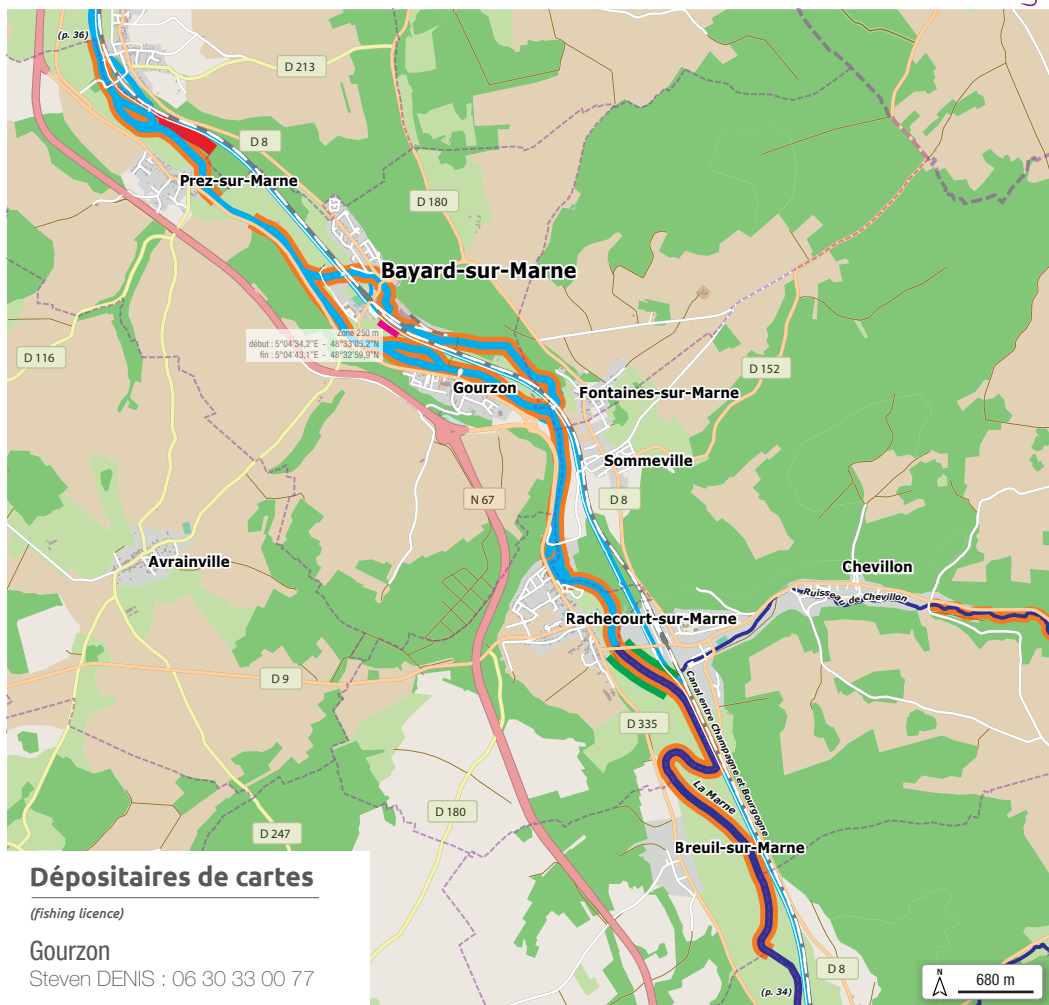 (p. 36)
D 213
D 8
Prez-sur-Marne
D 180
Bayard-sur-Marne
Zone 250 m
début : 5°04'34,2"E - 48°33'05,2"N
fin : 5°04'43,1"E - 48°32'59,9"N
D 116
D 152
Gourzon
Fontaines-sur-Marne
Sommeville
N 67
D 8
Avrainville
Chevillon
Ruisseau de Chevillon
Rachecourt-sur-Marne
D 9
Canal entre Champagne et Bourgogne
D 335
La Marne
D 180
D 247
Breuil-sur-Marne
Dépositaires de cartes
(fishing licence)
Gourzon
Steven DENIS : 06 30 33 00 77
D 8
(p. 34)
N
680 m